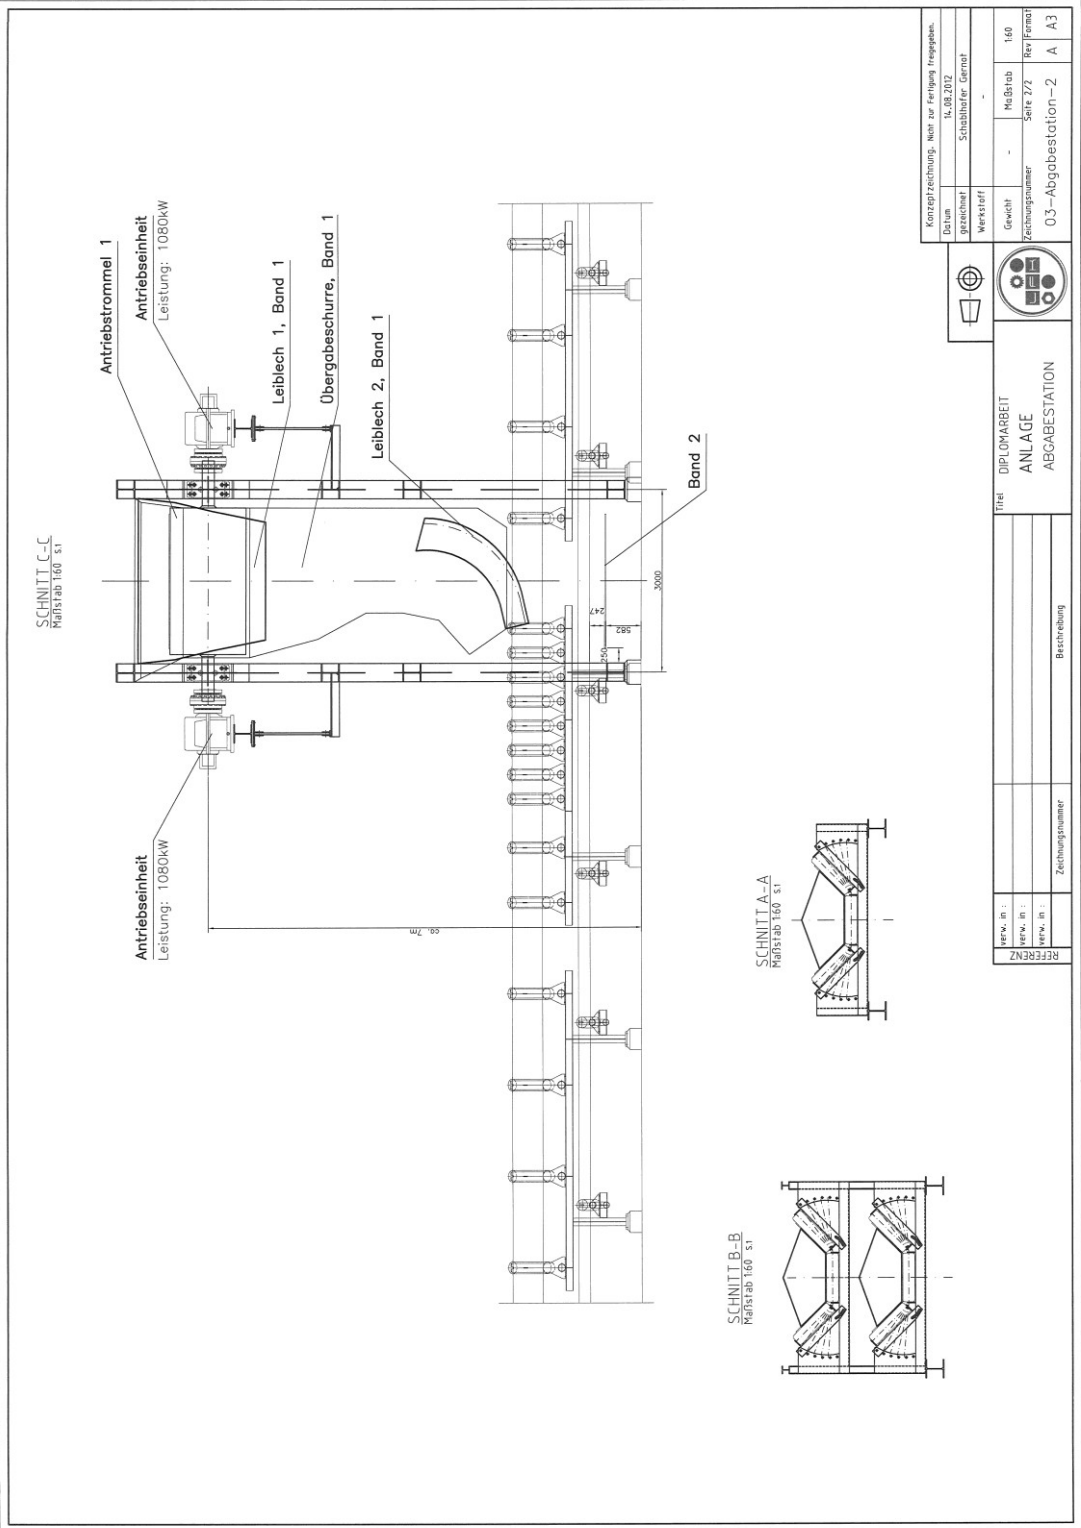 SCHNITT C-C
Maßstab 1:60 S.1
Antriebstrommel 1
Antriebseinheit
Leistung: 1080kW
Leiblech 1, Band 1
Übergabeschurre, Band 1
Leiblech 2, Band 1
Band 2
Antriebseinheit
Leistung: 1080kW
ca. 7m
3000
247
582
250
SCHNITT A-A
Maßstab 1:60 S.1
SCHNITT B-B
Maßstab 1:60 S.1
Konzeptzeichnung. Nicht zur Fertigung freigegeben.
Datum 14.08.2012
gezeichnet Schablhofer Gernot
Werkstoff -
Gewicht - Maßstab 1:60
Zeichnungsnummer Seite 2/2 Rev Format
03-Abgabestation-2 A A3
Titel DIPLOMARBEIT
ANLAGE
ABGABESTATION
REFERENZ
verw. in :
verw. in :
verw. in :
Zeichnungsnummer Beschreibung